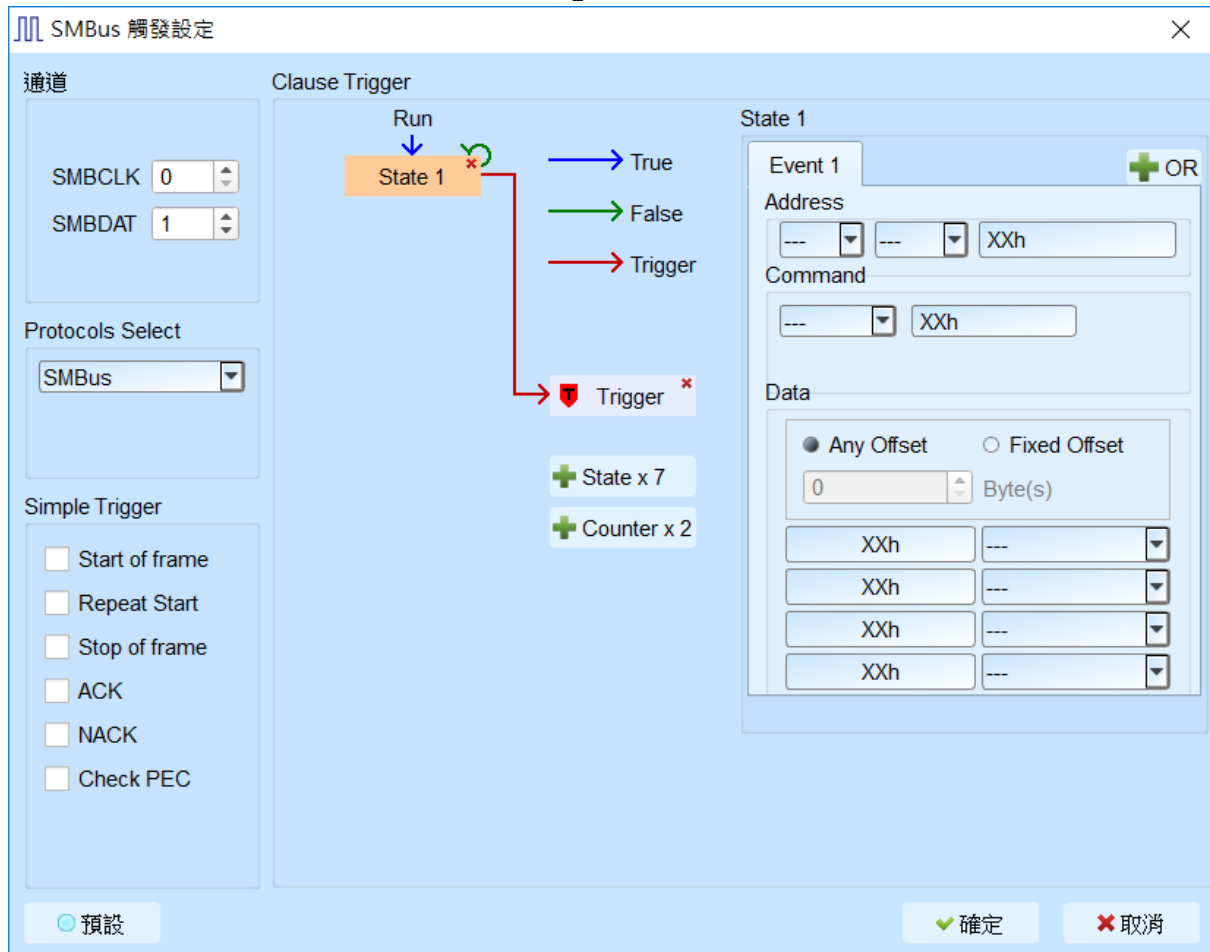 SMBus 觸發設定
通道
SMBCLK 0
SMBDAT 1
Protocols Select
SMBus
Simple Trigger
Start of frame
Repeat Start
Stop of frame
ACK
NACK
Check PEC
Clause Trigger
Run
State 1
True
False
Trigger
T Trigger
State x 7
Counter x 2
State 1
Event 1
OR
Address
--- --- XXh
Command
--- XXh
Data
Any Offset Fixed Offset
0 Byte(s)
XXh ---
XXh ---
XXh ---
XXh ---
預設
確定 取消